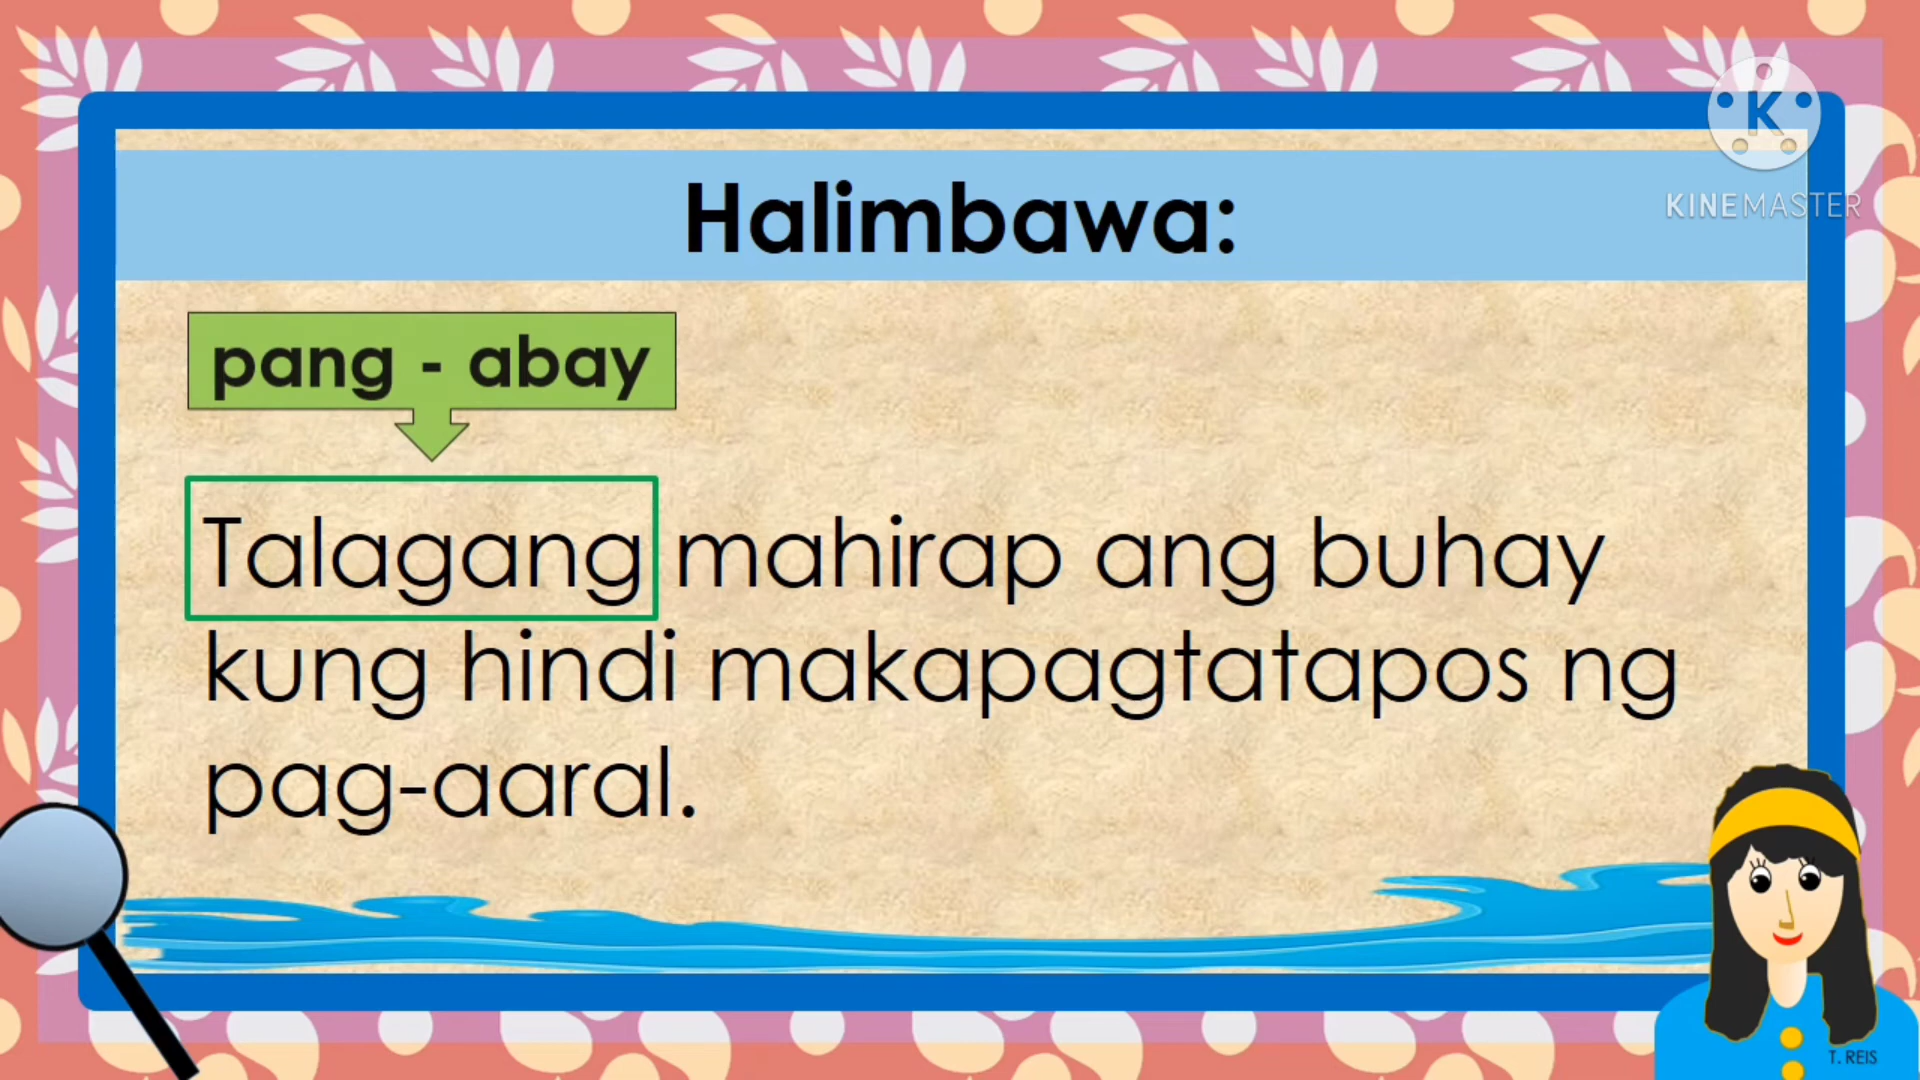 Halimbawa:
KINEMASTER
pang - abay
Talagang mahirap ang buhay
kung hindi makapagtatapos ng
pag-aaral.
T. REIS